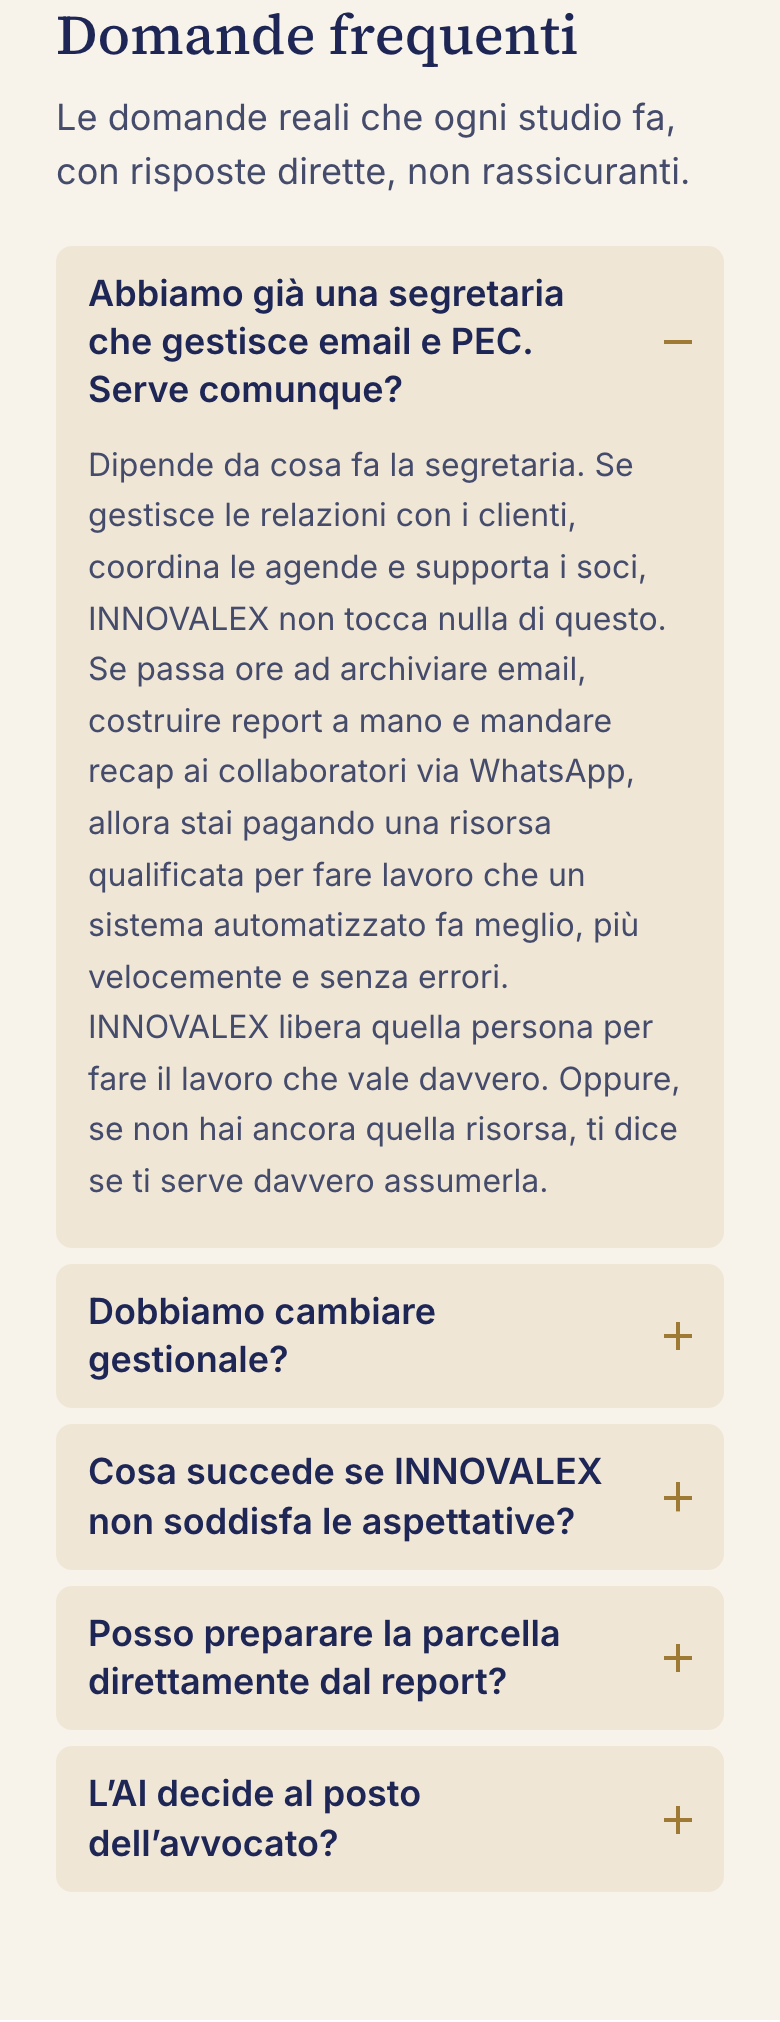 Domande frequenti
Le domande reali che ogni studio fa,
con risposte dirette, non rassicuranti.
Abbiamo già una segretaria
che gestisce email e PEC.
Serve comunque?
Dipende da cosa fa la segretaria. Se
gestisce le relazioni con i clienti,
coordina le agende e supporta i soci,
INNOVALEX non tocca nulla di questo.
Se passa ore ad archiviare email,
costruire report a mano e mandare
recap ai collaboratori via WhatsApp,
allora stai pagando una risorsa
qualificata per fare lavoro che un
sistema automatizzato fa meglio, più
velocemente e senza errori.
INNOVALEX libera quella persona per
fare il lavoro che vale davvero. Oppure,
se non hai ancora quella risorsa, ti dice
se ti serve davvero assumerla.
Dobbiamo cambiare
gestionale?
Cosa succede se INNOVALEX
non soddisfa le aspettative?
Posso preparare la parcella
direttamente dal report?
L’AI decide al posto
dell’avvocato?